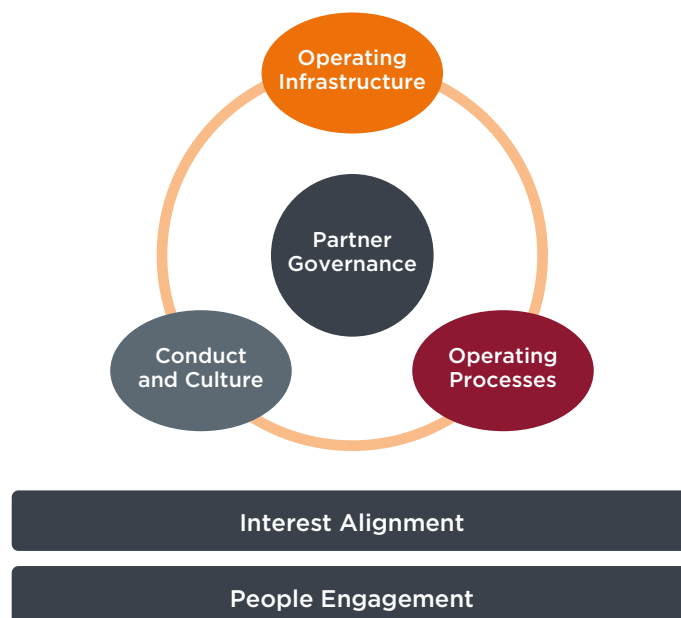 Operating
Infrastructure
Partner
Governance
Conduct
and Culture
Operating
Processes
Interest Alignment
People Engagement